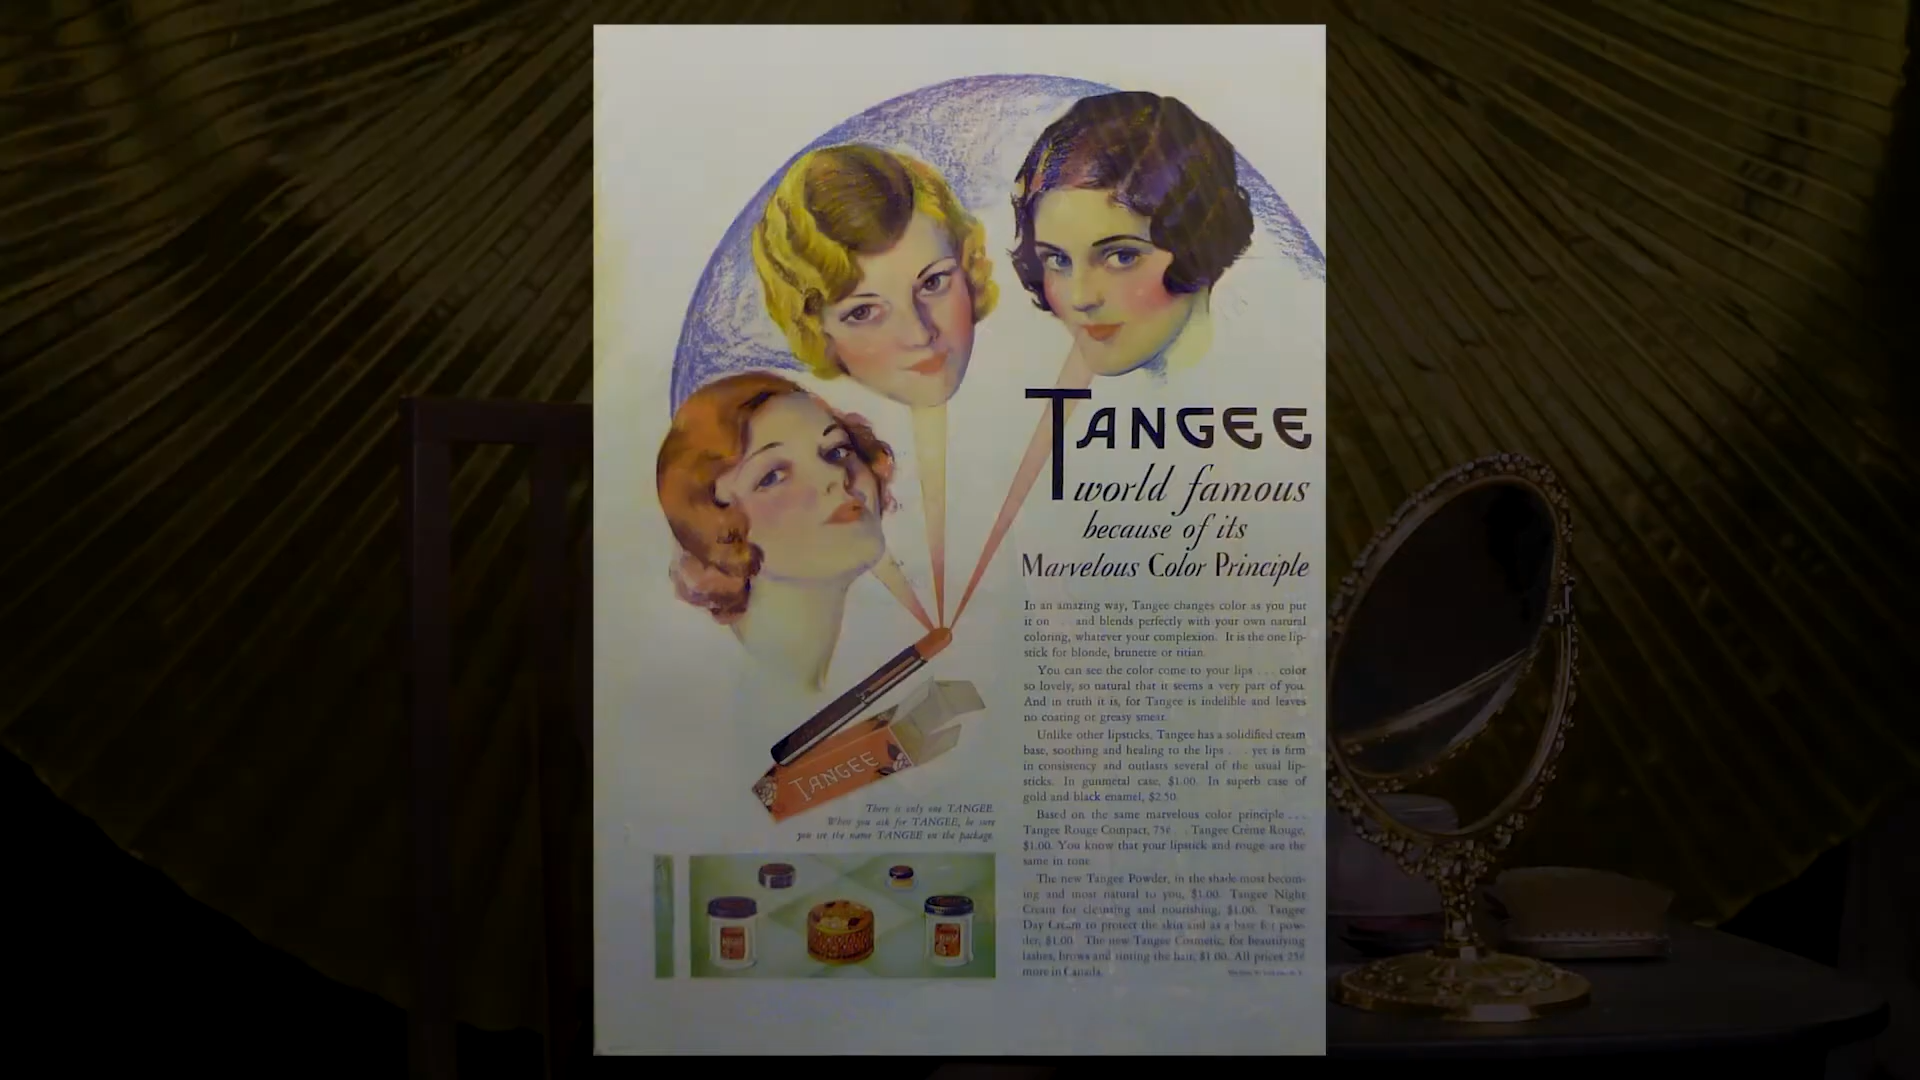 TANGEE
world famous
because of its
Marvelous Color Principle
In an amazing way, Tangee changes color as you put
it on . . . and blends perfectly with your own natural
coloring, whatever your complexion. It is the one lip-
stick for blonde, brunette or titian.
You can see the color come to your lips . . . color
so lovely, so natural that it seems a very part of you.
And in truth it is, for Tangee is indelible and leaves
no coating or greasy smear.
Unlike other lipsticks, Tangee has a solidified cream
base, soothing and healing to the lips . . . yet is firm
in consistency and outlasts several of the usual lip-
sticks. In gunmetal case, $1.00. In superb case of
gold and black enamel, $2.50.
Based on the same marvelous color principle . . .
Tangee Rouge Compact, 75¢ . . . Tangee Crème Rouge,
$1.00. You know that your lipstick and rouge are the
same in tone.
The new Tangee Powder, in the shade most becom-
ing and most natural to you, $1.00. Tangee Night
Cream for cleansing and nourishing, $1.00. Tangee
Day Cream to protect the skin and as a base for pow-
der, $1.00. The new Tangee Cosmetic, for beautifying
lashes, brows and tinting the hair, $1.00. All prices 25¢
more in Canada.
TANGEE
There is only one TANGEE.
When you ask for TANGEE, be sure
you see the name TANGEE on the package.